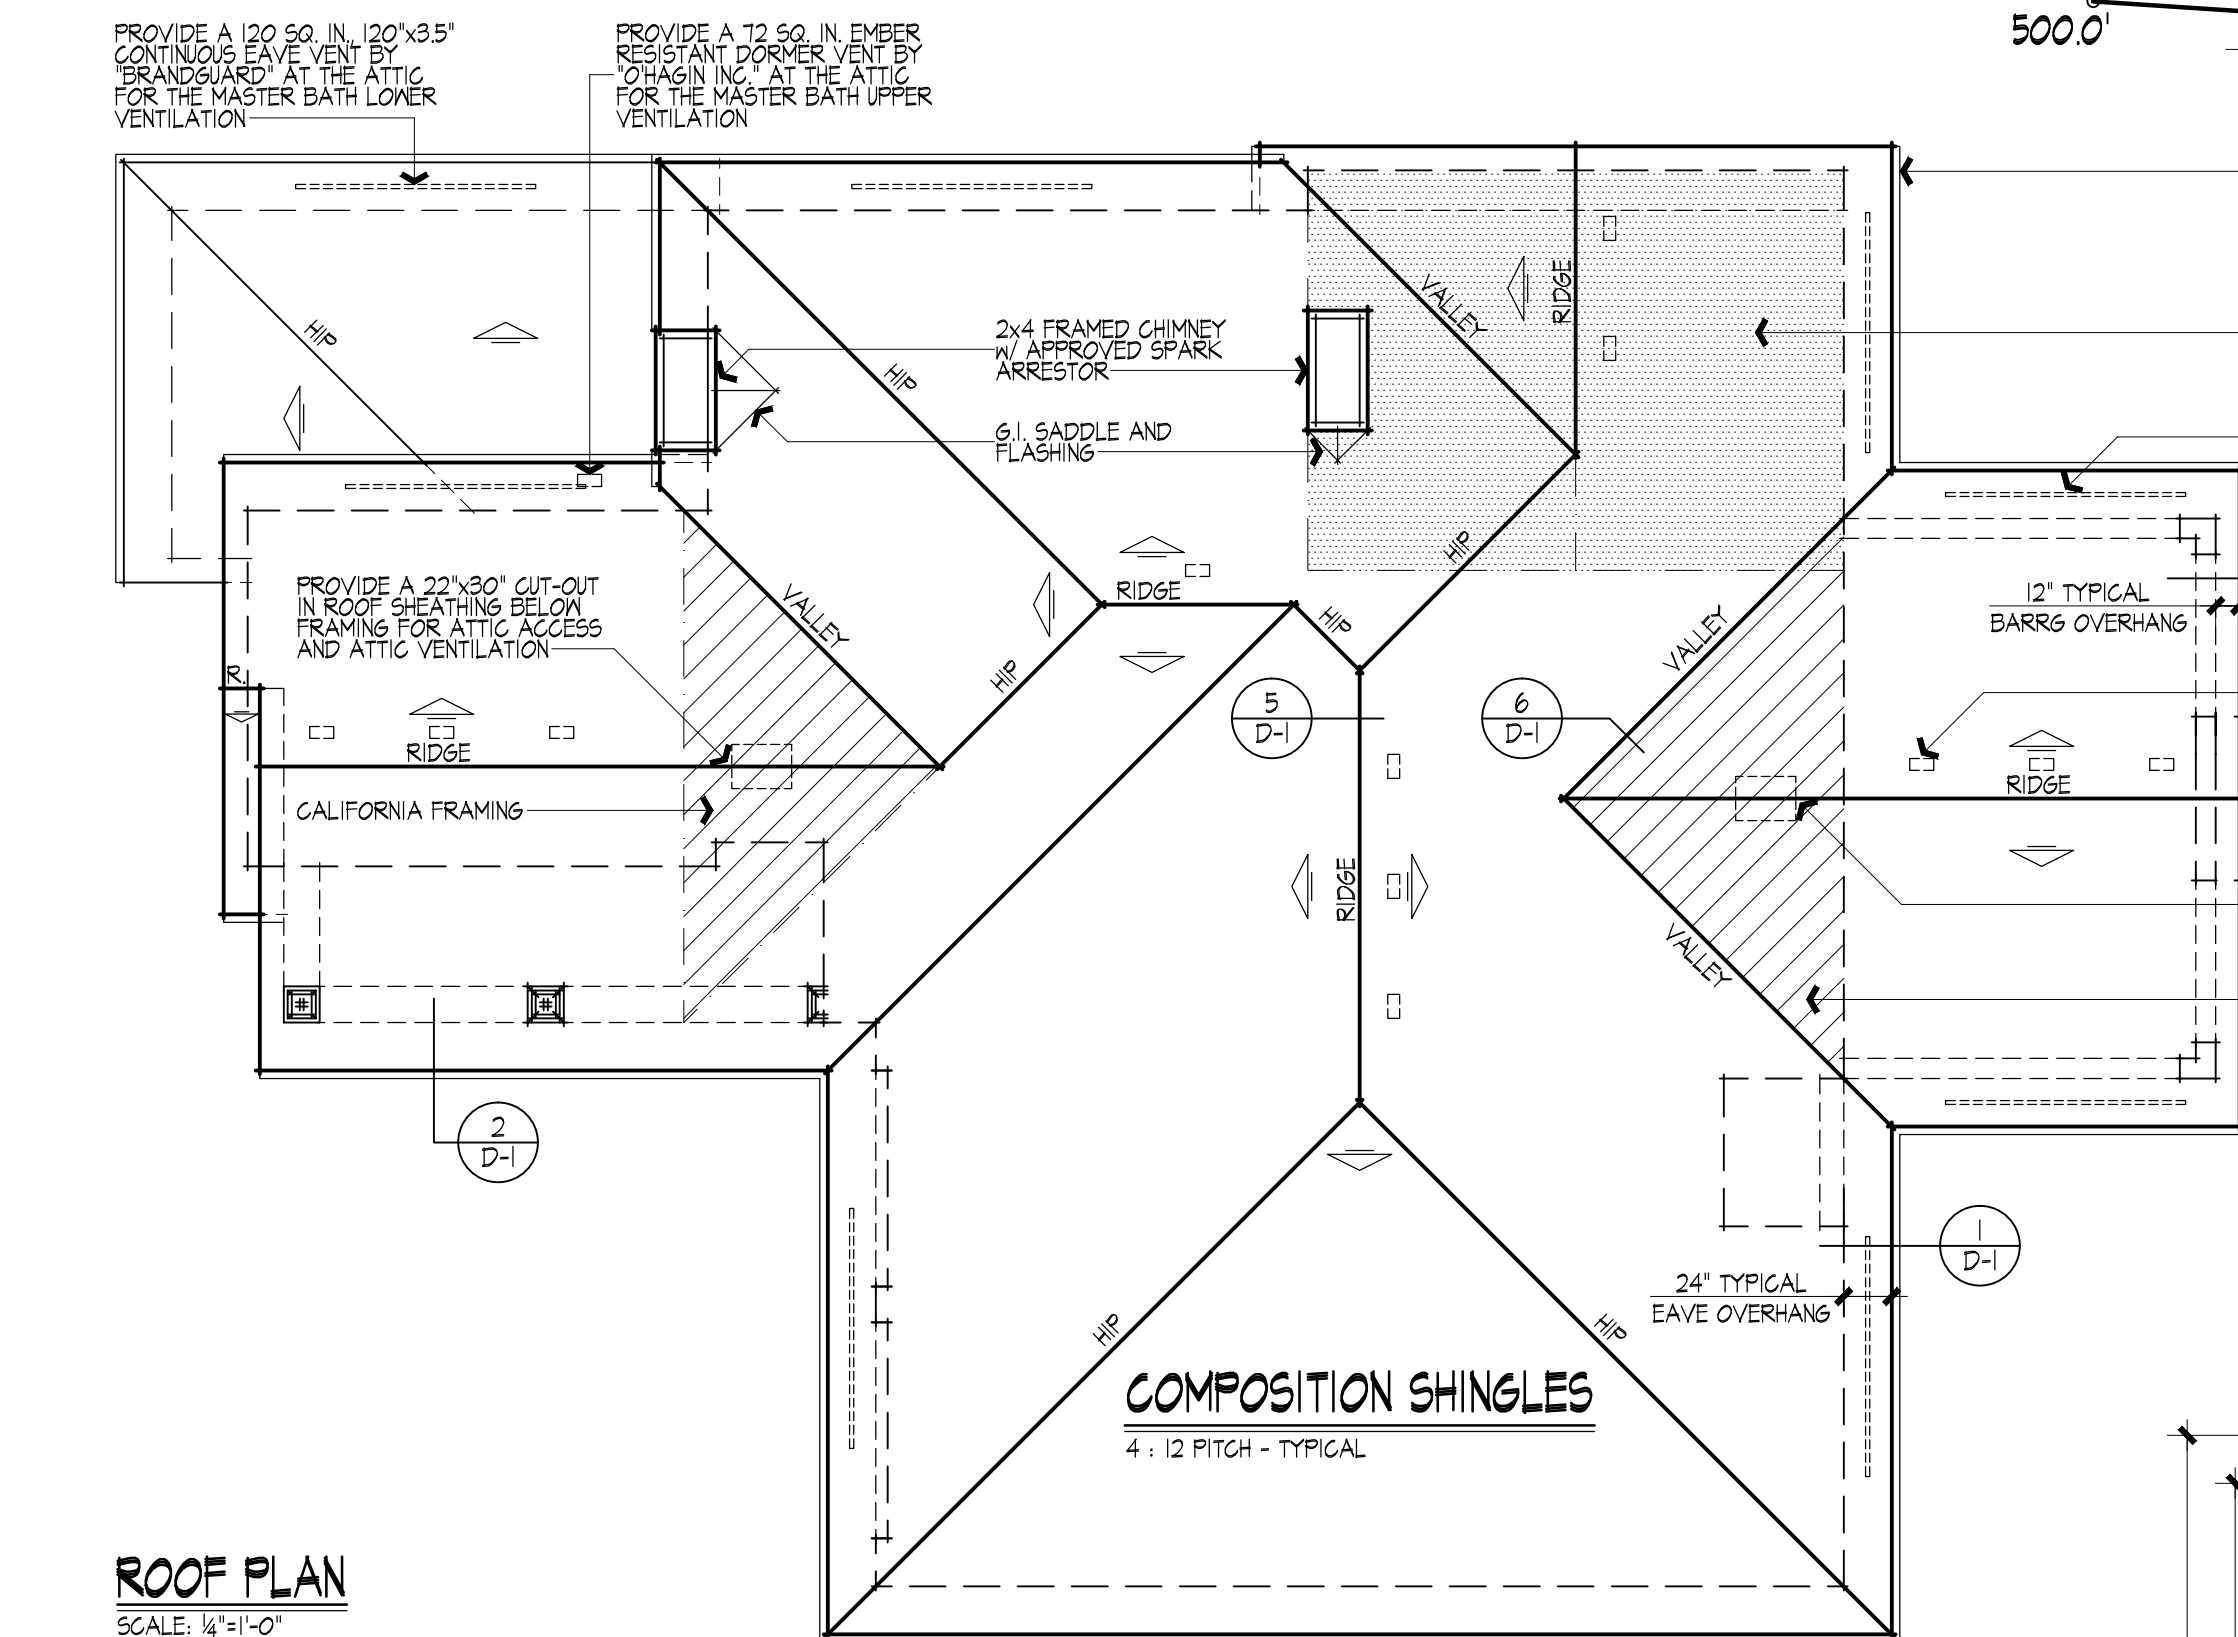 500.0'
PROVIDE A 120 SQ. IN., 120"x3.5"
CONTINUOUS EAVE VENT BY
"BRANDGUARD" AT THE ATTIC
FOR THE MASTER BATH LOWER
VENTILATION
PROVIDE A 72 SQ. IN. EMBER
RESISTANT DORMER VENT BY
"O'HAGIN INC." AT THE ATTIC
FOR THE MASTER BATH UPPER
VENTILATION
HIP
HIP
2x4 FRAMED CHIMNEY
W/ APPROVED SPARK
ARRESTOR
G.I. SADDLE AND
FLASHING
VALLEY
RIDGE
HIP
PROVIDE A 22"x30" CUT-OUT
IN ROOF SHEATHING BELOW
FRAMING FOR ATTIC ACCESS
AND ATTIC VENTILATION
VALLEY
RIDGE
HIP
HIP
VALLEY
12" TYPICAL
BARRG OVERHANG
R.
5
D-1
6
D-1
RIDGE
CALIFORNIA FRAMING
RIDGE
RIDGE
VALLEY
2
D-1
1
D-1
24" TYPICAL
EAVE OVERHANG
HIP
HIP
COMPOSITION SHINGLES
4 : 12 PITCH - TYPICAL
ROOF PLAN
SCALE: ¼"=1'-0"